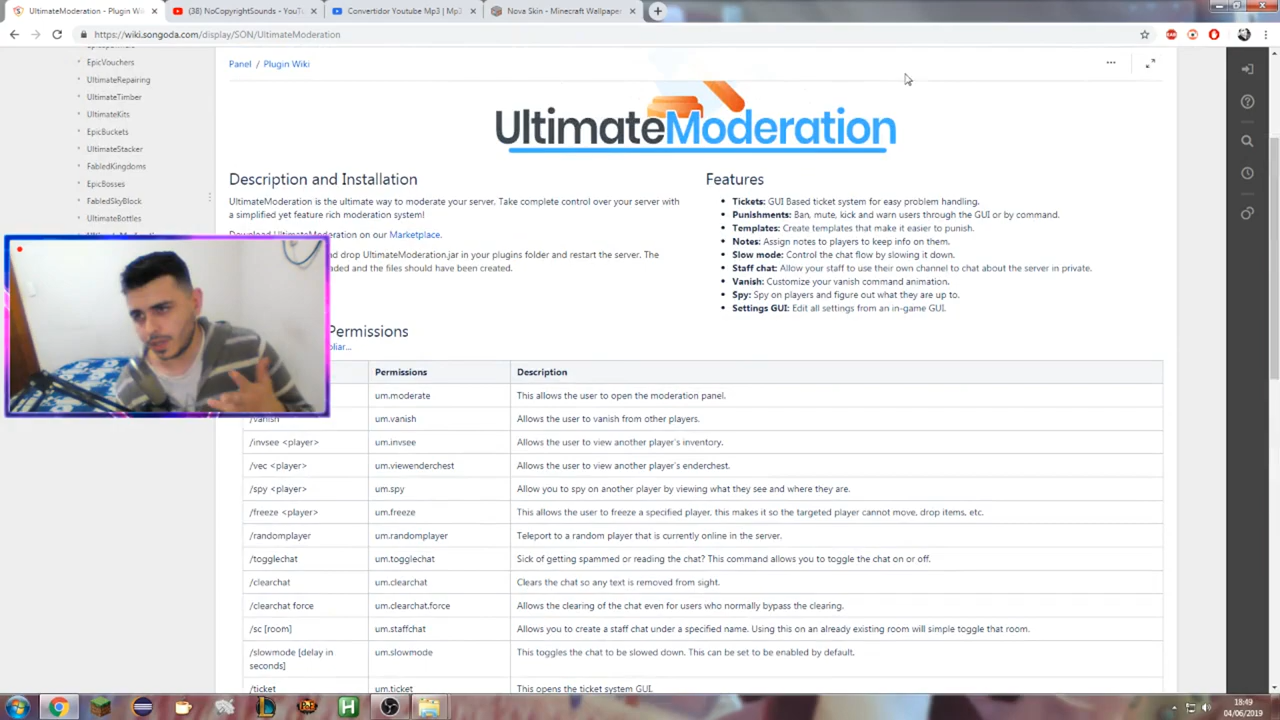 UltimateModeration - Plugin Wi
(38) NoCopyrightSounds - YouT
Convertidor Youtube Mp3 | Mp
Nova Skin - Minecraft Wallpape
https://wiki.songoda.com/display/SON/UltimateModeration
EpicVouchers
UltimateRepairing
UltimateTimber
UltimateKits
EpicBuckets
UltimateStacker
FabledKingdoms
EpicBosses
FabledSkyBlock
UltimateBottles
Panel / Plugin Wiki
UltimateModeration
Description and Installation
UltimateModeration is the ultimate way to moderate your server. Take complete control over your server
with a simplified yet feature rich moderation system!
Download UltimateModeration on our Marketplace.
d drop UltimateModeration.jar in your plugins folder and restart the server. The
aded and the files should have been created.
Features
Tickets: GUI Based ticket system for easy problem handling.
Punishments: Ban, mute, kick and warn users through the GUI or by command.
Templates: Create templates that make it easier to punish.
Notes: Assign notes to players to keep info on them.
Slow mode: Control the chat flow by slowing it down.
Staff chat: Allow your staff to use their own channel to chat about the server in private.
Vanish: Customize your vanish command animation.
Spy: Spy on players and figure out what they are up to.
Settings GUI: Edit all settings from an in-game GUI.
Permissions
pliar...
Permissions Description
um.moderate This allows the user to open the moderation panel.
/vanish um.vanish Allows the user to vanish from other players.
/invsee <player> um.invsee Allows the user to view another player's inventory.
/vec <player> um.viewenderchest Allows the user to view another player's enderchest.
/spy <player> um.spy Allow you to spy on another player by viewing what they see and where they are.
/freeze <player> um.freeze This allows the user to freeze a specified player, this makes it so the targeted player cannot move, drop items, etc.
/randomplayer um.randomplayer Teleport to a random player that is currently online in the server.
/togglechat um.togglechat Sick of getting spammed or reading the chat? This command allows you to toggle the chat on or off.
/clearchat um.clearchat Clears the chat so any text is removed from sight.
/clearchat force um.clearchat.force Allows the clearing of the chat even for users who normally bypass the clearing.
/sc [room] um.staffchat Allows you to create a staff chat under a specified name. Using this on an already existing room will simple toggle that room.
/slowmode [delay in um.slowmode This toggles the chat to be slowed down. This can be set to be enabled by default.
seconds]
/ticket um.ticket This opens the ticket system GUI.
18:49
04/06/2019